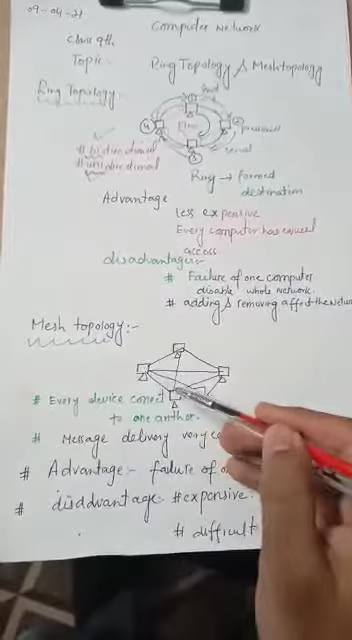 09-04-21
Computer Network
Class 9th
Topic Ring Topology & Mesh topology
Ring Topology:-
# bidirectional
# unidirectional
Ring → formed
destination
Advantage
less expensive
Every computer has equal
access
disadvantages:-
# Failure of one computer
disable whole network.
# adding & removing affect the
Mesh topology:-
# Every device connect
to one anthor.
# Message delivery very
# Advantage:- failure of
# disadvantage:- #expensive.
# difficult